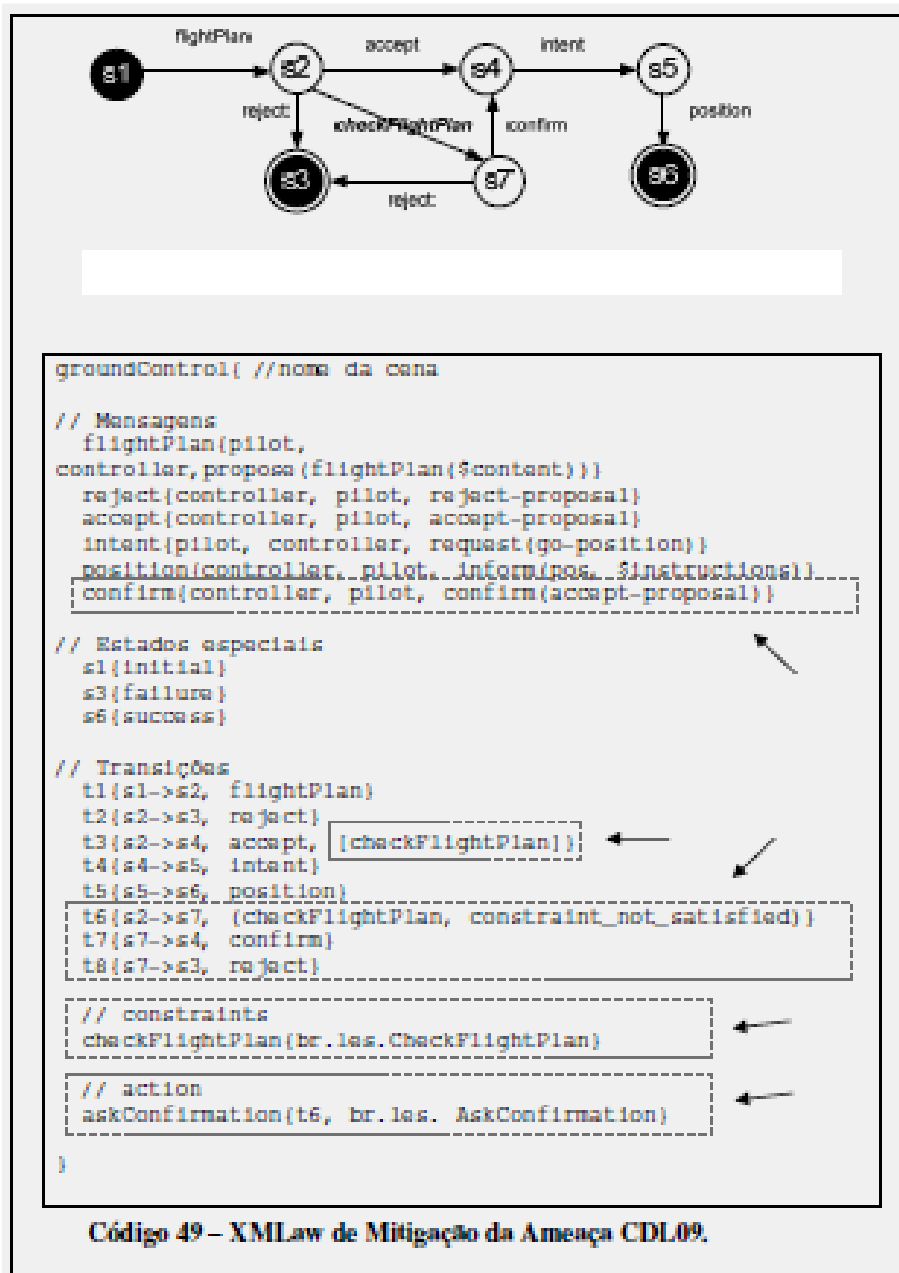 flightPlan
accept
intent
s1
s2
s4
s5
reject
checkFlightPlan
confirm
position
s3
s7
s6
reject
groundControl{ //nome da cena
// Mensagens
flightPlan{pilot,
controller,propose(flightPlan($content))}
reject{controller, pilot, reject-proposal}
accept{controller, pilot, accept-proposal}
intent{pilot, controller, request(go-position)}
position{controller, pilot, inform(pos, $instructions)}
confirm{controller, pilot, confirm(accept-proposal)}
// Estados especiais
s1{initial}
s3{failure}
s6{success}
// Transições
t1{s1->s2, flightPlan}
t2{s2->s3, reject}
t3{s2->s4, accept, [checkFlightPlan]}
t4{s4->s5, intent}
t5{s5->s6, position}
t6{s2->s7, (checkFlightPlan, constraint_not_satisfied)}
t7{s7->s4, confirm}
t8{s7->s3, reject}
// constraints
checkFlightPlan{br.les.CheckFlightPlan}
// action
askConfirmation{t6, br.les. AskConfirmation}
}
Código 49 – XMLaw de Mitigação da Ameaça CDL09.